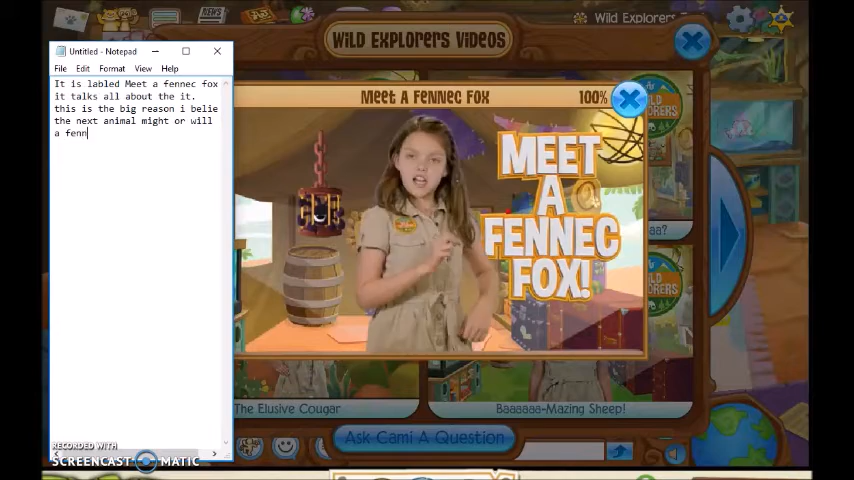 NEWS
Wild Explorers
Wild Explorers Videos
Untitled - Notepad
File Edit Format View Help
It is labled Meet a fennec fox
it talks all about the it.
this is the big reason i belie
the next animal might or will
a fenn
Meet A Fennec Fox
100%
MEET
A
FENNEC
FOX!
EXPLORERS
The Elusive Cougar
Baaaaaa-Mazing Sheep!
Ask Cami A Question
RECORDED WITH
SCREENCAST MATIC